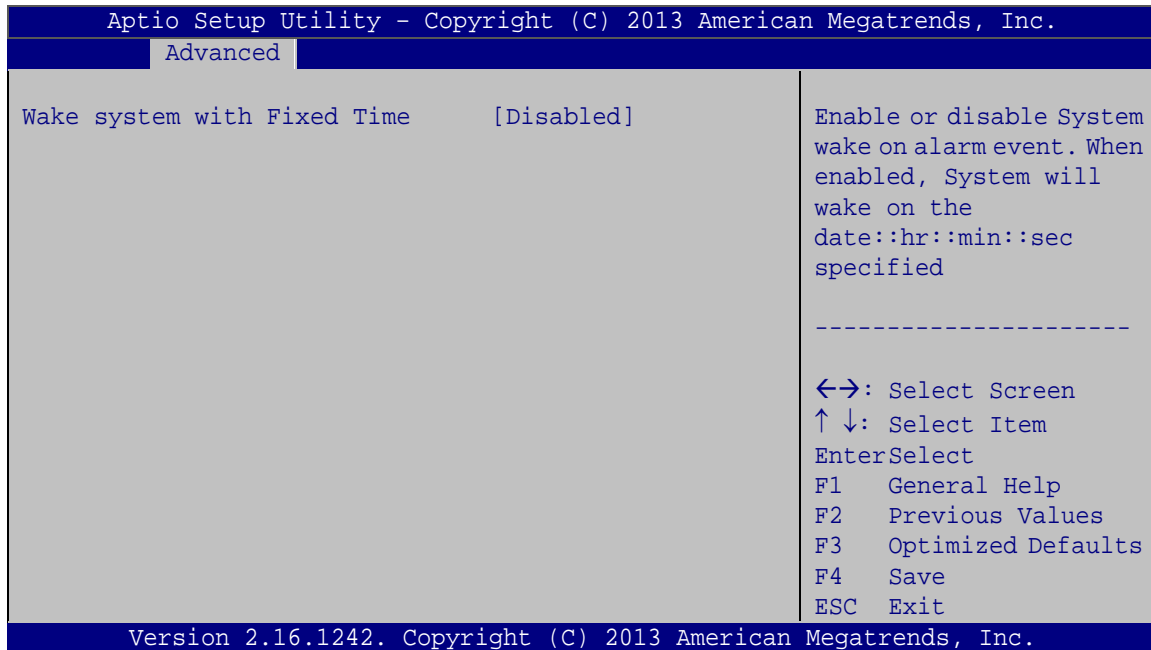 Aptio Setup Utility – Copyright (C) 2013 American Megatrends, Inc.
Advanced
Wake system with Fixed Time [Disabled]
Enable or disable System
wake on alarm event. When
enabled, System will
wake on the
date::hr::min::sec
specified
----------------------
←→: Select Screen
↑ ↓: Select Item
EnterSelect
F1 General Help
F2 Previous Values
F3 Optimized Defaults
F4 Save
ESC Exit
Version 2.16.1242. Copyright (C) 2013 American Megatrends, Inc.